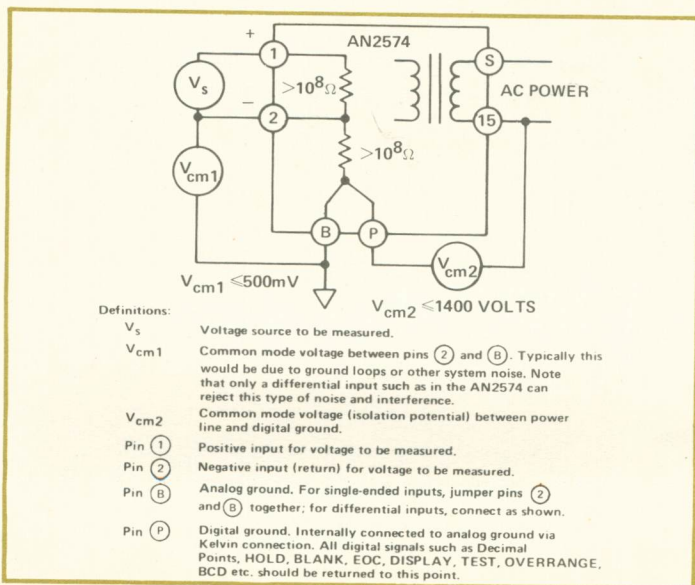 +
1
AN2574
S
Vs
>10⁸Ω
AC POWER
−
2
15
>10⁸Ω
Vcm1
B
P
Vcm2
Vcm1 ≤500mV
Vcm2 ≤1400 VOLTS
Definitions:
Vs Voltage source to be measured.
Vcm1 Common mode voltage between pins 2 and B. Typically this
would be due to ground loops or other system noise. Note
that only a differential input such as in the AN2574 can
reject this type of noise and interference.
Vcm2 Common mode voltage (isolation potential) between power
line and digital ground.
Pin 1 Positive input for voltage to be measured.
Pin 2 Negative input (return) for voltage to be measured.
Pin B Analog ground. For single-ended inputs, jumper pins 2
and B together; for differential inputs, connect as shown.
Pin P Digital ground. Internally connected to analog ground via
Kelvin connection. All digital signals such as Decimal
Points, HOLD, BLANK, EOC, DISPLAY, TEST, OVERRANGE,
BCD etc. should be returned to this point.